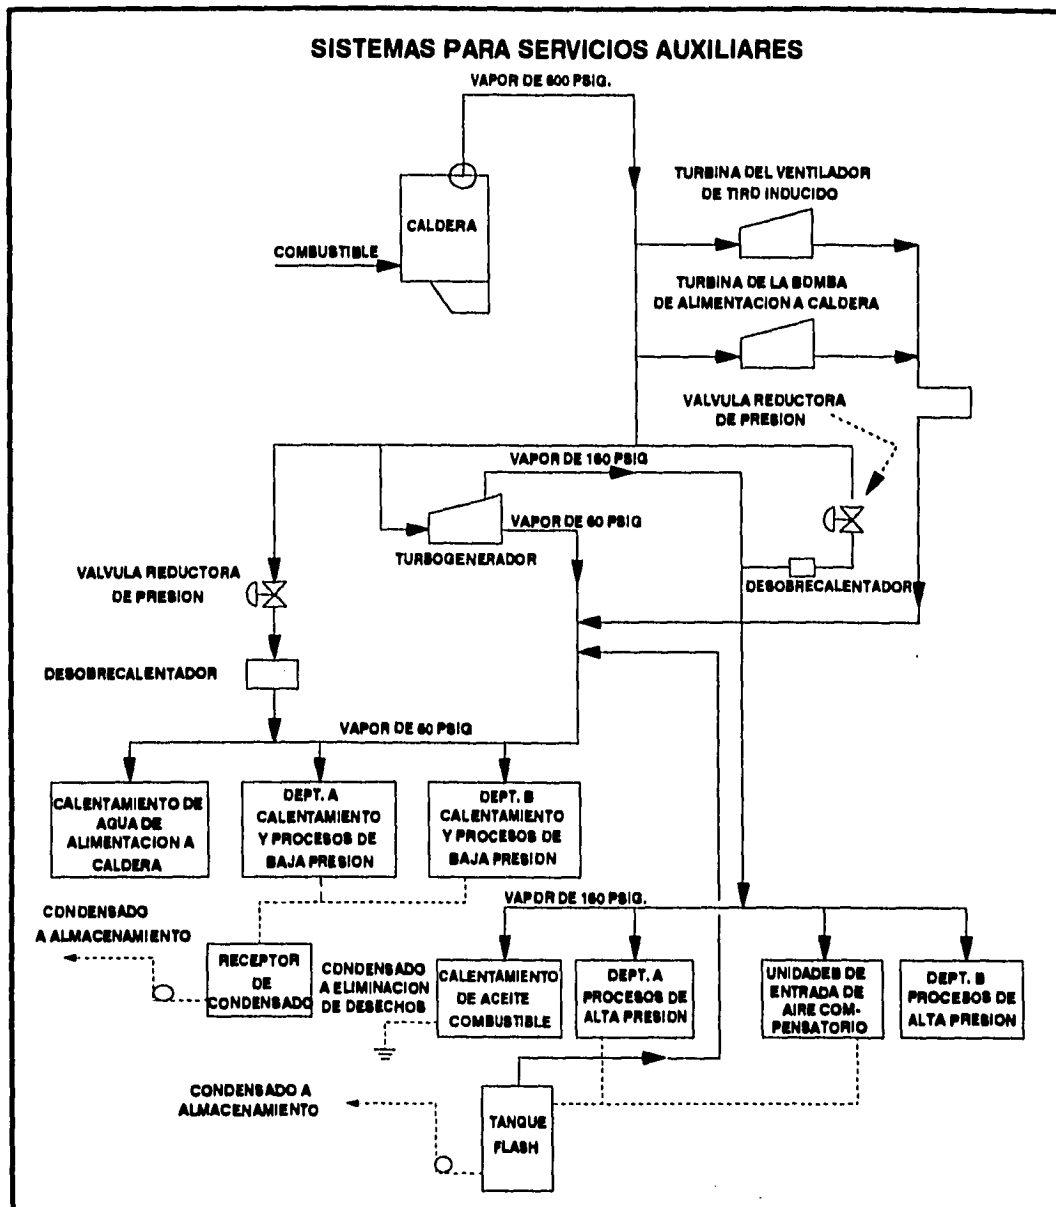 SISTEMAS PARA SERVICIOS AUXILIARES
VAPOR DE 600 PSIG.
TURBINA DEL VENTILADOR
DE TIRO INDUCIDO
CALDERA
COMBUSTIBLE
TURBINA DE LA BOMBA
DE ALIMENTACION A CALDERA
VALVULA REDUCTORA
DE PRESION
VAPOR DE 160 PSIG
VAPOR DE 60 PSIG
TURBOGENERADOR
VALVULA REDUCTORA
DE PRESION
DESOBRECALENTADOR
DESOBRECALENTADOR
VAPOR DE 60 PSIG
CALENTAMIENTO DE
AGUA DE
ALIMENTACION A
CALDERA
DEPT. A
CALENTAMIENTO
Y PROCESOS DE
BAJA PRESION
DEPT. B
CALENTAMIENTO
Y PROCESOS DE
BAJA PRESION
VAPOR DE 160 PSIG.
CONDENSADO
A ALMACENAMIENTO
RECEPTOR
DE
CONDENSADO
CONDENSADO
A ELIMINACION
DE DESECHOS
CALENTAMIENTO
DE ACEITE
COMBUSTIBLE
DEPT. A
PROCESOS DE
ALTA PRESION
UNIDADES DE
ENTRADA DE
AIRE COM-
PENSATORIO
DEPT. B
PROCESOS DE
ALTA PRESION
CONDENSADO A
ALMACENAMIENTO
TANQUE
FLASH